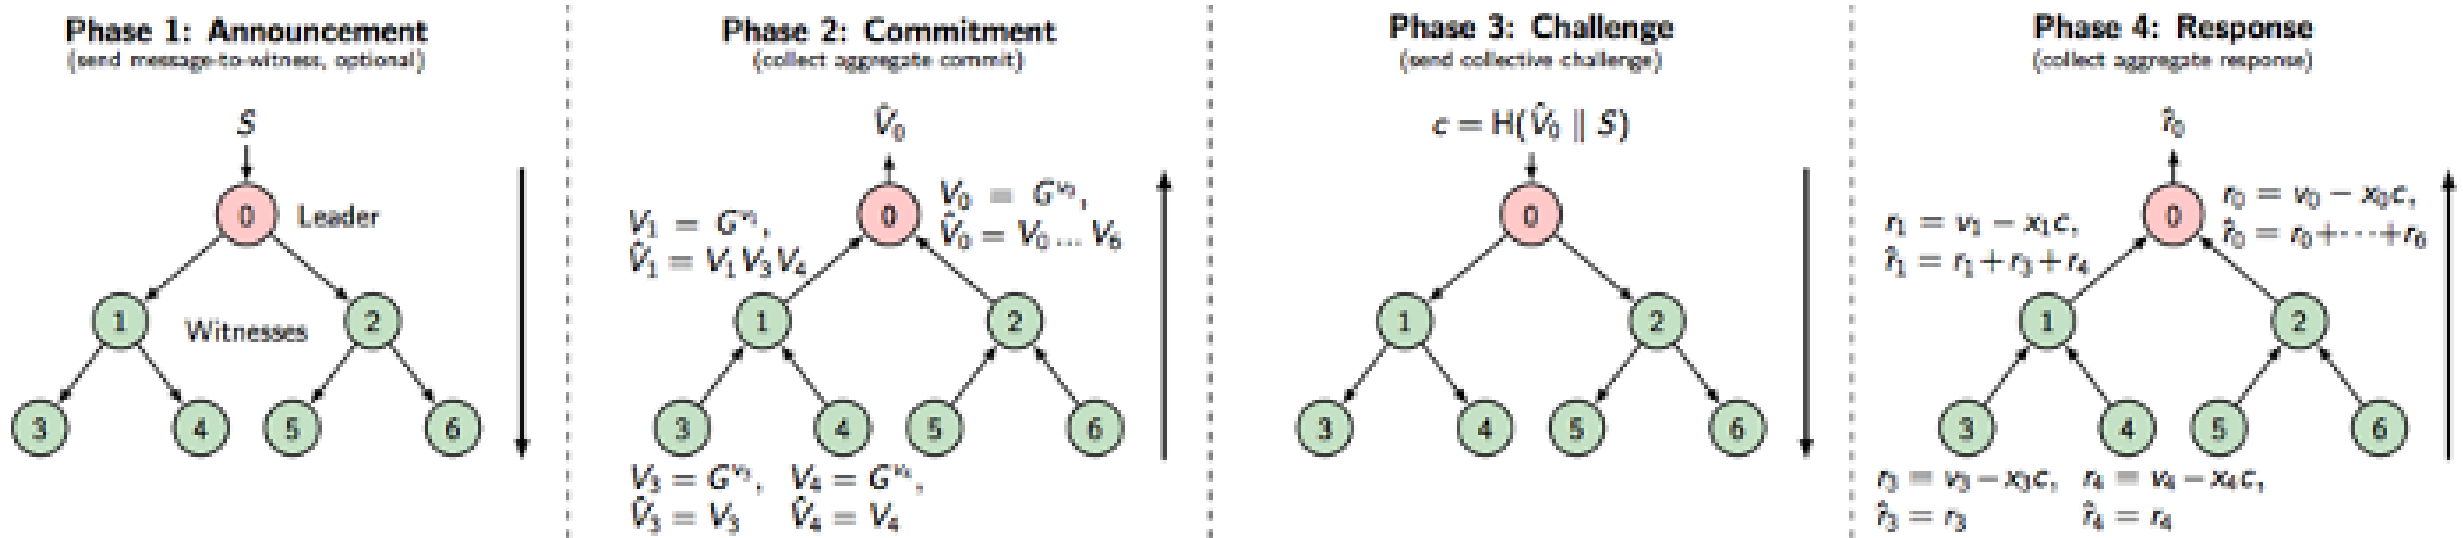 Phase 1: Announcement
(send message-to-witness, optional)
S
0
Leader
1
Witnesses
2
3
4
5
6
Phase 2: Commitment
(collect aggregate commit)
V̂₀
V₀ = Gᵛ⁰,
V̂₀ = V₀ ... V₆
V₁ = Gᵛ¹,
V̂₁ = V₁V₃V₄
0
1
2
3
4
5
6
V₃ = Gᵛ³, V₄ = Gᵛ⁴,
V̂₃ = V₃ V̂₄ = V₄
Phase 3: Challenge
(send collective challenge)
c = H(V̂₀ ∥ S)
0
1
2
3
4
5
6
Phase 4: Response
(collect aggregate response)
r̂₀
r₀ = v₀ − x₀c,
r̂₀ = r₀+···+r₆
r₁ = v₁ − x₁c,
r̂₁ = r₁+r₃+r₄
0
1
2
3
4
5
6
r₃ = v₃−x₃c, r₄ = v₄−x₄c,
r̂₃ = r₃ r̂₄ = r₄